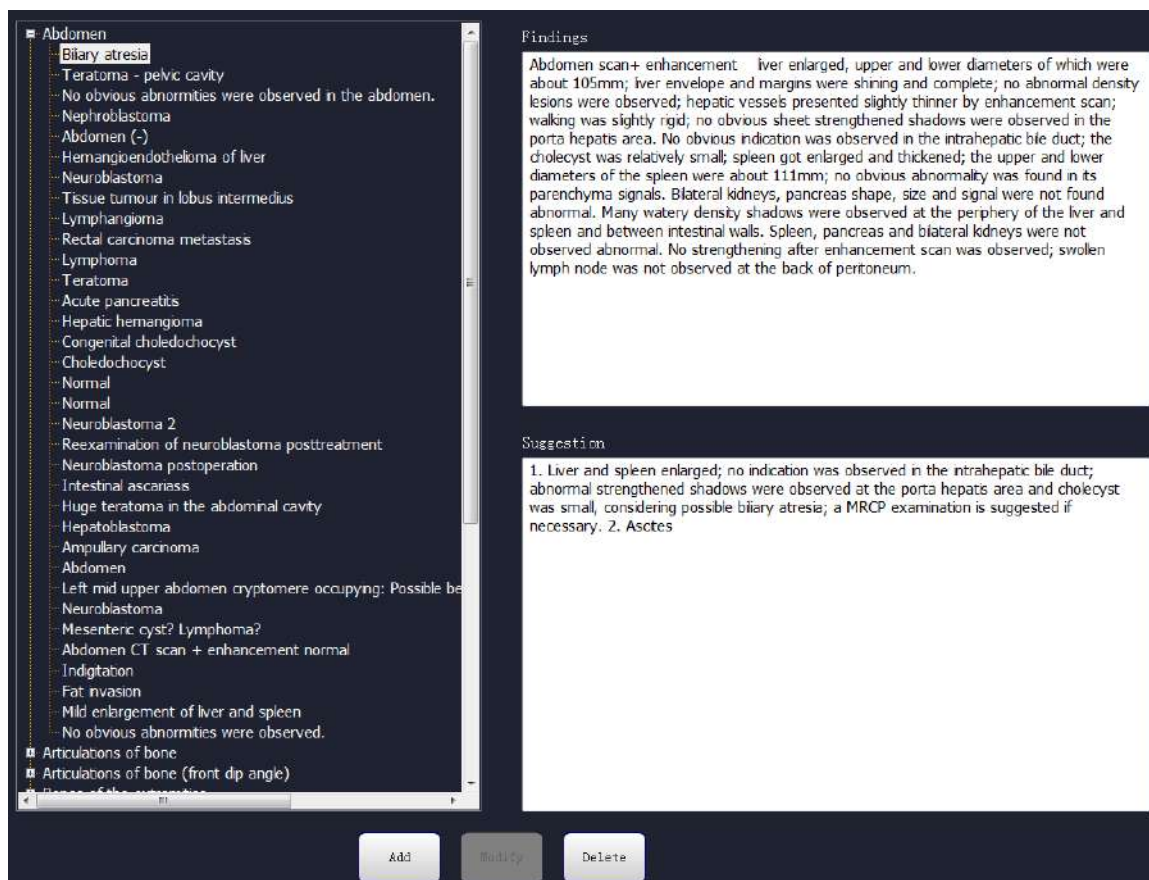 Abdomen
Biliary atresia
Teratoma - pelvic cavity
No obvious abnormities were observed in the abdomen.
Nephroblastoma
Abdomen (-)
Hemangioendothelioma of liver
Neuroblastoma
Tissue tumour in lobus intermedius
Lymphangioma
Rectal carcinoma metastasis
Lymphoma
Teratoma
Acute pancreatitis
Hepatic hemangioma
Congenital choledochocyst
Choledochocyst
Normal
Normal
Neuroblastoma 2
Reexamination of neuroblastoma posttreatment
Neuroblastoma postoperation
Intestinal ascariasis
Huge teratoma in the abdominal cavity
Hepatoblastoma
Ampullary carcinoma
Abdomen
Left mid upper abdomen cryptomere occupying: Possible be
Neuroblastoma
Mesenteric cyst? Lymphoma?
Abdomen CT scan + enhancement normal
Indigitation
Fat invasion
Mild enlargement of liver and spleen
No obvious abnormities were observed.
Articulations of bone
Articulations of bone (front dip angle)
Findings
Abdomen scan+ enhancement liver enlarged, upper and lower diameters of which were
about 105mm; liver envelope and margins were shining and complete; no abnormal density
lesions were observed; hepatic vessels presented slightly thinner by enhancement scan;
walking was slightly rigid; no obvious sheet strengthened shadows were observed in the
porta hepatis area. No obvious indication was observed in the intrahepatic bile duct; the
cholecyst was relatively small; spleen got enlarged and thickened; the upper and lower
diameters of the spleen were about 111mm; no obvious abnormality was found in its
parenchyma signals. Bilateral kidneys, pancreas shape, size and signal were not found
abnormal. Many watery density shadows were observed at the periphery of the liver and
spleen and between intestinal walls. Spleen, pancreas and bilateral kidneys were not
observed abnormal. No strengthening after enhancement scan was observed; swollen
lymph node was not observed at the back of peritoneum.
Suggestion
1. Liver and spleen enlarged; no indication was observed in the intrahepatic bile duct;
abnormal strengthened shadows were observed at the porta hepatis area and cholecyst
was small, considering possible biliary atresia; a MRCP examination is suggested if
necessary. 2. Asctes
Add
Modify
Delete